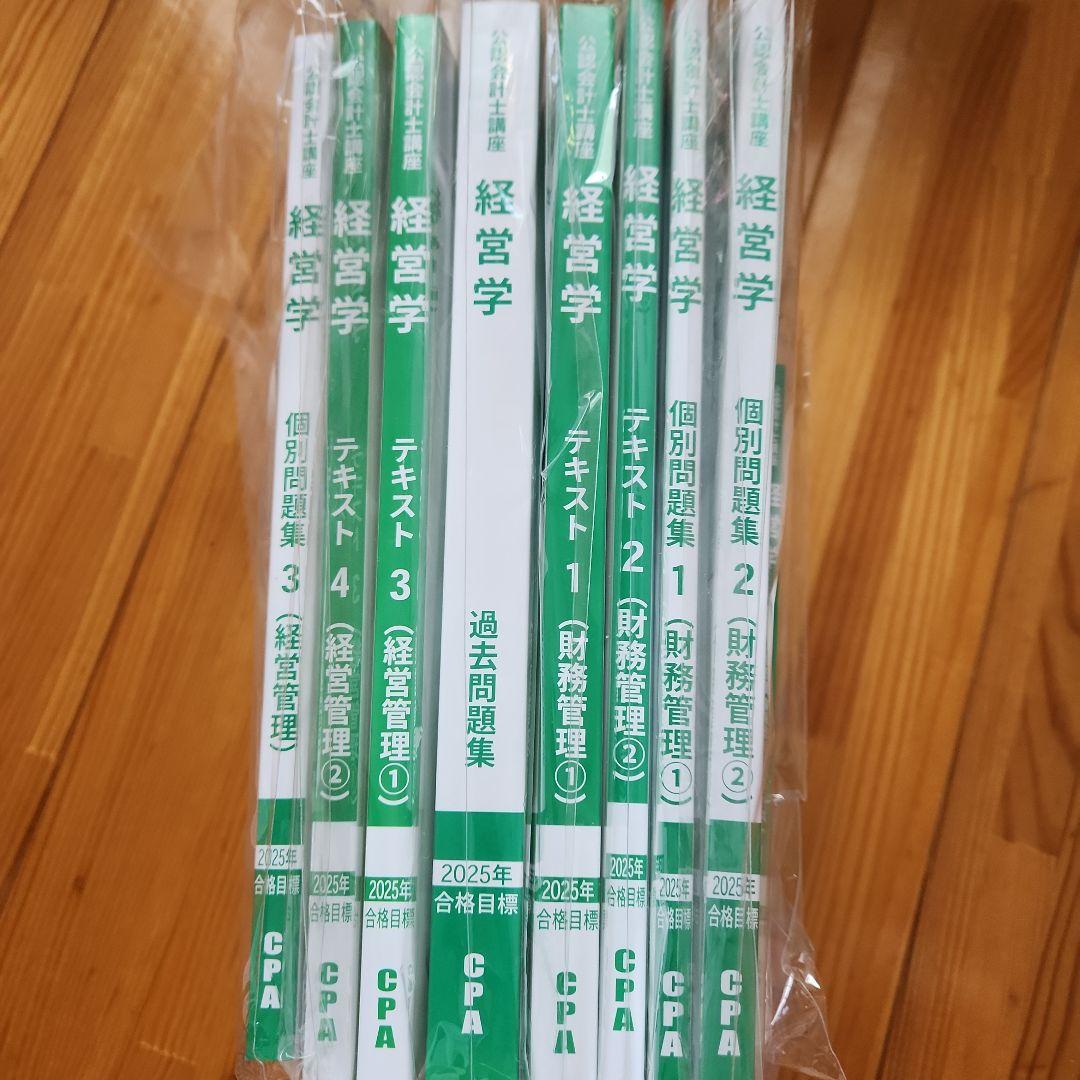 公認会計士講座
経営学
個別問題集 3 (経営管理)
2025年
合格目標
CPA
公認会計士講座
経営学
テキスト 4 (経営管理②)
2025年
合格目標
CPA
公認会計士講座
経営学
テキスト 3 (経営管理①)
2025年
合格目標
CPA
公認会計士講座
経営学
過去問題集
2025年
合格目標
CPA
公認会計士講座
経営学
テキスト 1 (財務管理①)
2025年
合格目標
CPA
公認会計士講座
経営学
テキスト 2 (財務管理②)
2025年
合格目標
CPA
公認会計士講座
経営学
個別問題集 1 (財務管理①)
2025年
合格目標
CPA
公認会計士講座
経営学
個別問題集 2 (財務管理②)
2025年
合格目標
CPA